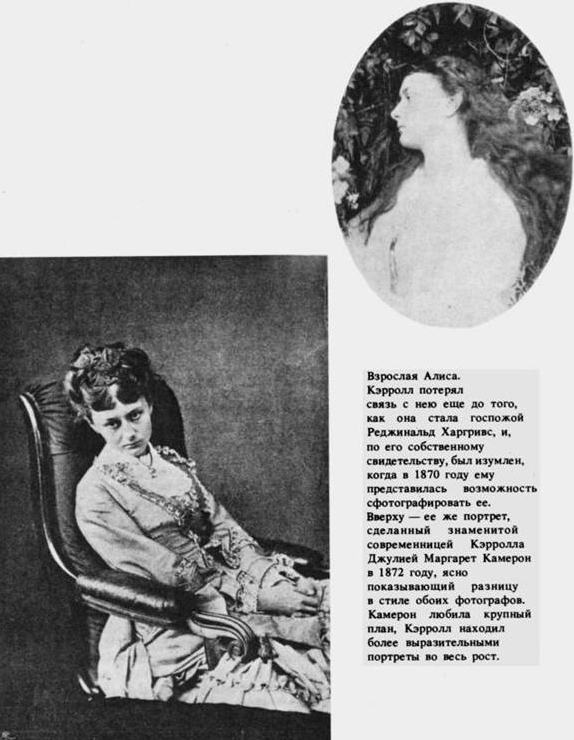 Взрослая Алиса.
Кэрролл потерял
связь с нею еще до того,
как она стала госпожой
Реджинальд Харгривс, и,
по его собственному
свидетельству, был изумлен,
когда в 1870 году ему
представилась возможность
сфотографировать ее.
Вверху — ее же портрет,
сделанный знаменитой
современницей Кэрролла
Джулией Маргарет Камерон
в 1872 году, ясно
показывающий разницу
в стиле обоих фотографов.
Камерон любила крупный
план, Кэрролл находил
более выразительными
портреты во весь рост.